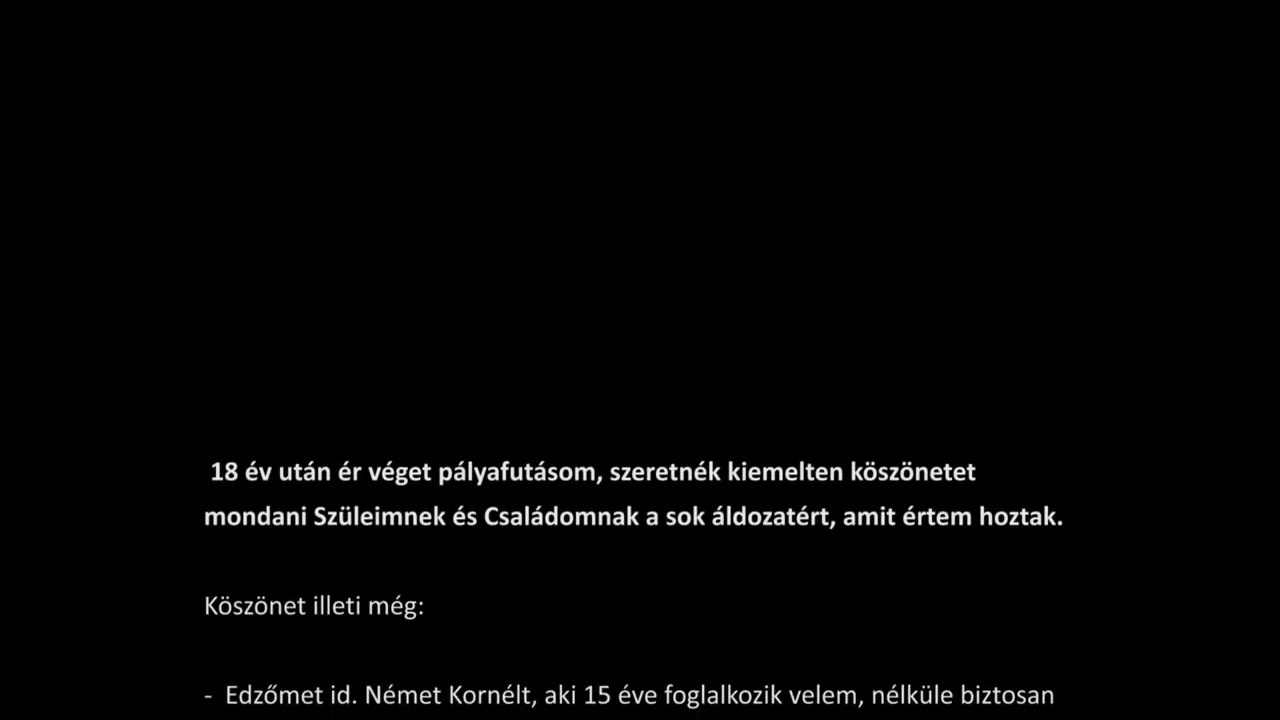 18 év után ér véget pályafutásom, szeretnék kiemelten köszönetet
mondani Szüleimnek és Családomnak a sok áldozatért, amit értem hoztak.
Köszönet illeti még:
- Edzőmet id. Német Kornélt, aki 15 éve foglalkozik velem, nélküle biztosan